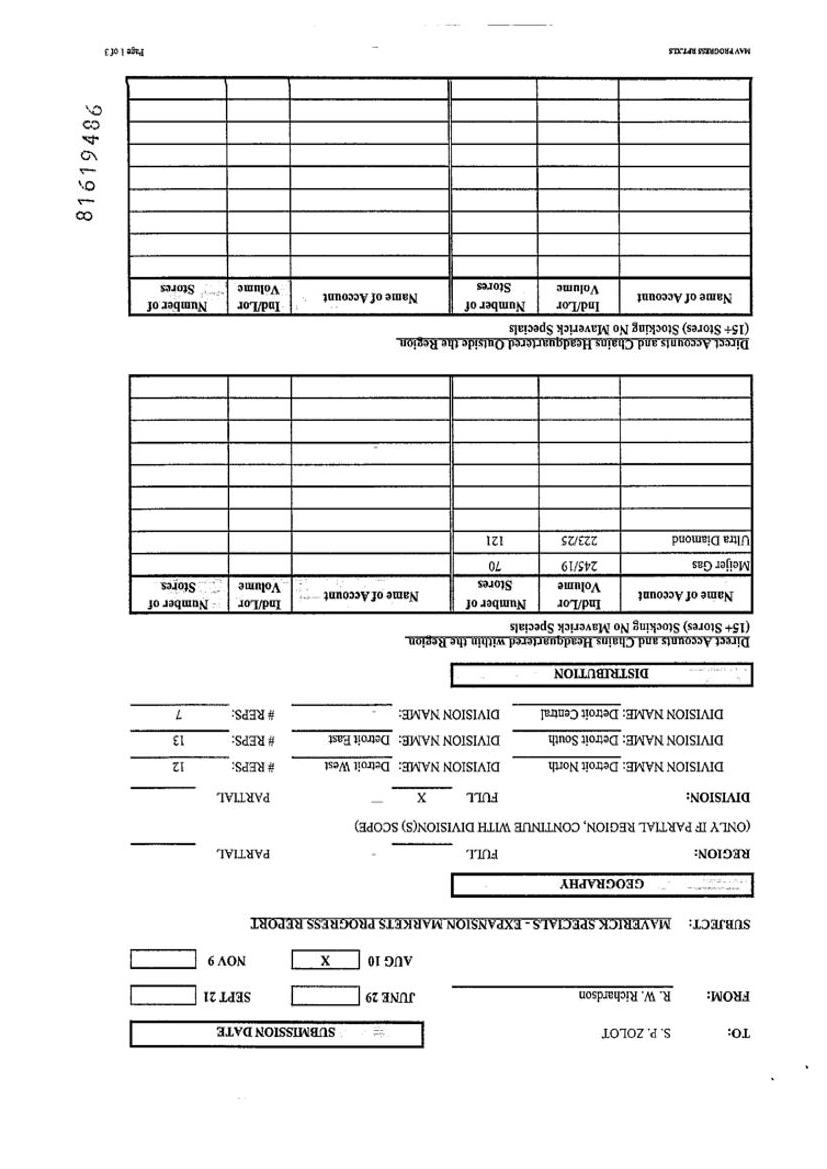 TO: S. P. ZOLOT SUBMISSION DATE
FROM: R. W. Richardson JUNE 29 SEPT 21
AUG 10 X NOV 9
SUBJECT: MAVERICK SPECIALS - EXPANSION MARKETS PROGRESS REPORT
GEOGRAPHY
REGION: FULL PARTIAL
(ONLY IF PARTIAL REGION, CONTINUE WITH DIVISION(S) SCOPE)
DIVISION: FULL X PARTIAL
DIVISION NAME: Detroit North DIVISION NAME: Detroit West # REPS: 12
DIVISION NAME: Detroit South DIVISION NAME: Detroit East # REPS: 13
DIVISION NAME: Detroit Central DIVISION NAME: # REPS: 7
DISTRIBUTION
Direct Accounts and Chains Headquartered within the Region
(15+ Stores) Stocking No Maverick Specials
Name of Account Ind/Lor Volume Number of Stores Name of Account Ind/Lor Volume Number of Stores
Meijer Gas 245/19 70
Ultra Diamond 223/25 121
Direct Accounts and Chains Headquartered Outside the Region
(15+ Stores) Stocking No Maverick Specials
Name of Account Ind/Lor Volume Number of Stores Name of Account Ind/Lor Volume Number of Stores
MAV PROGRESS RPT.XLS Page 1 of 3
81619486